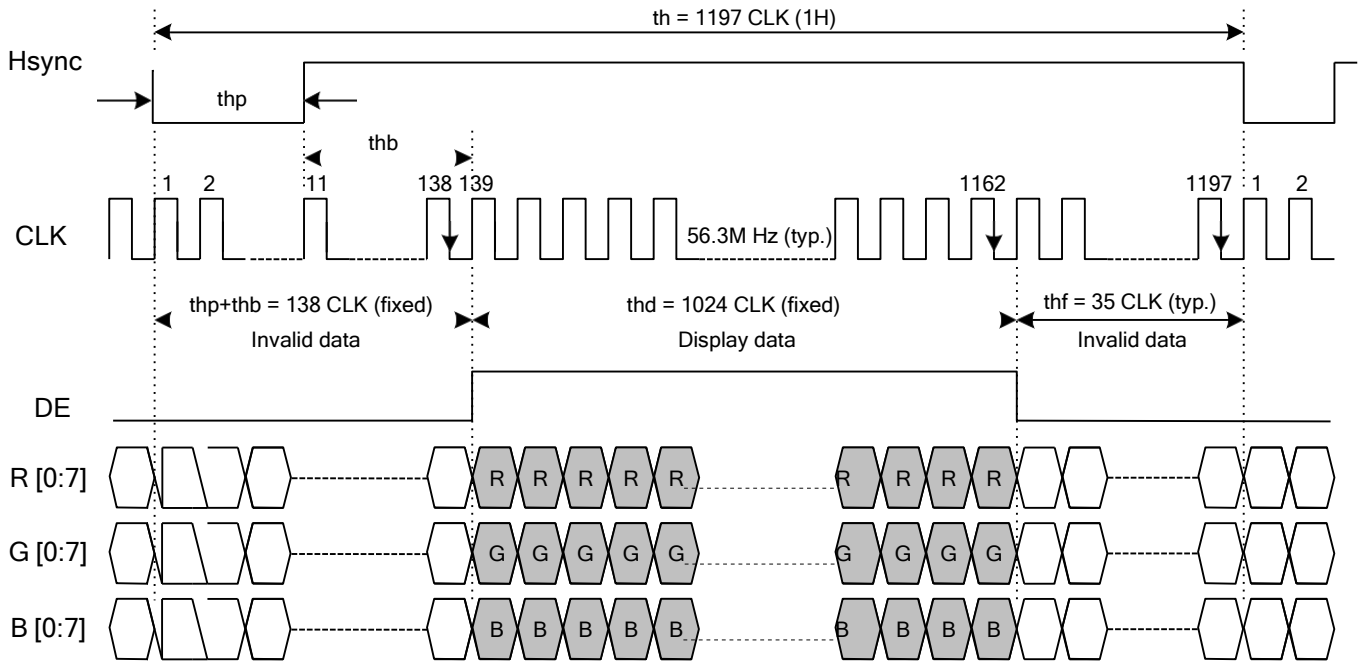 th = 1197 CLK (1H)
Hsync
thp
thb
1 2 11 138 139 1162 1197 1 2
CLK
56.3M Hz (typ.)
thp+thb = 138 CLK (fixed) thd = 1024 CLK (fixed) thf = 35 CLK (typ.)
Invalid data Display data Invalid data
DE
R [0:7] R R R R R R R R R
G [0:7] G G G G G G G G G
B [0:7] B B B B B B B B B